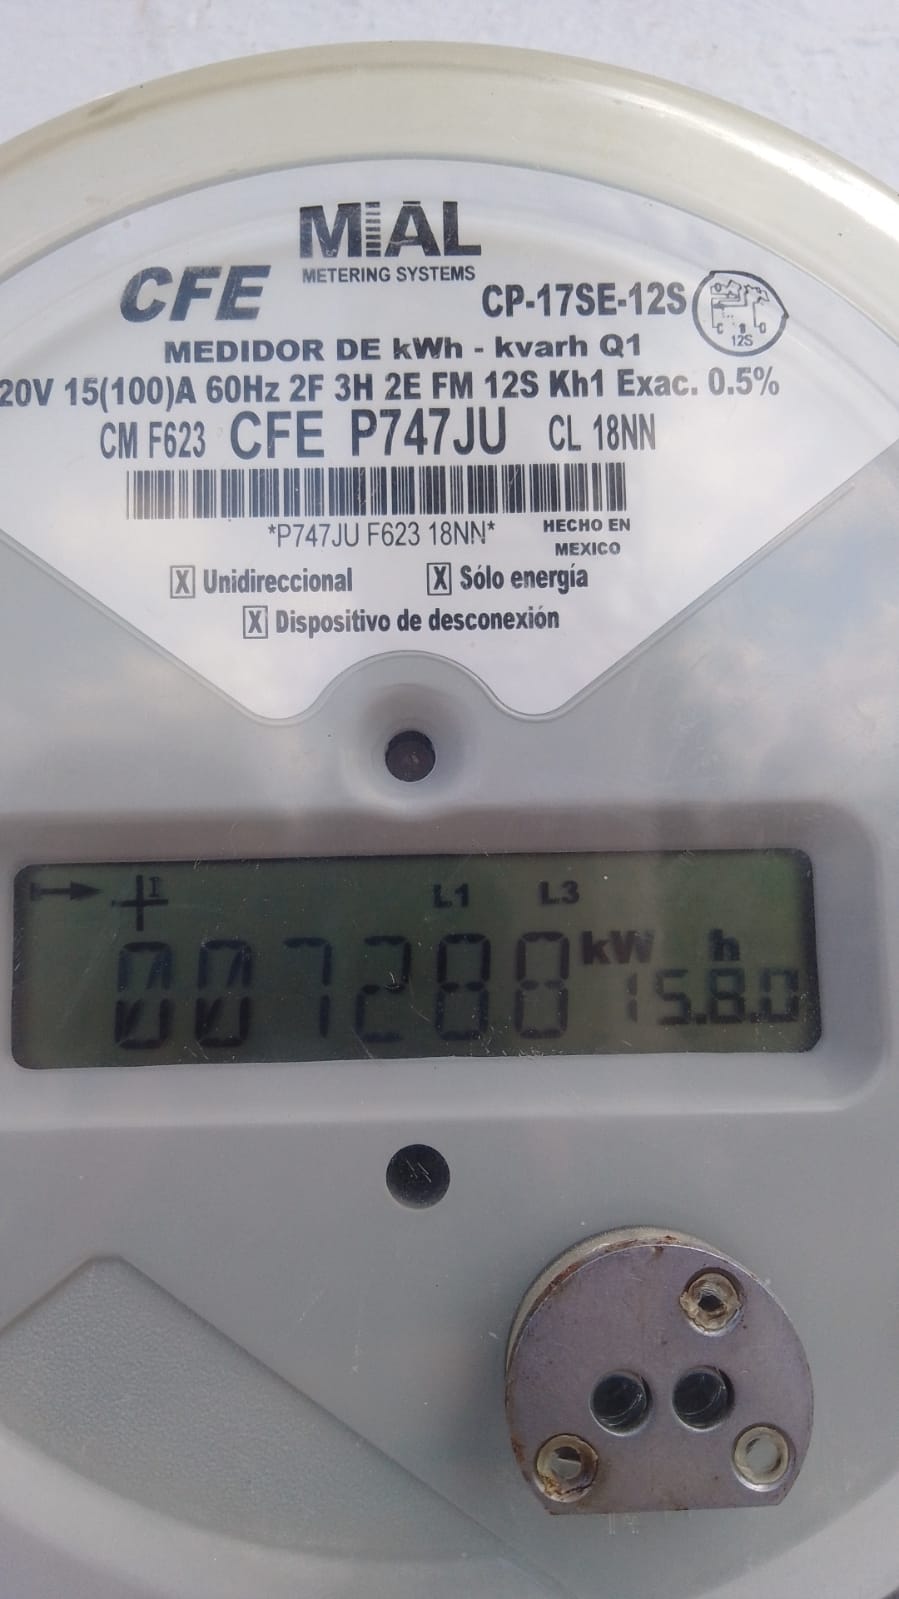 MIAL
METERING SYSTEMS
CFE
CP-17SE-12S
12S
MEDIDOR DE kWh - kvarh Q1
20V 15(100)A 60Hz 2F 3H 2E FM 12S Kh1 Exac. 0.5%
CM F623 CFE P747JU CL 18NN
*P747JU F623 18NN*
HECHO EN
MEXICO
X Unidireccional X Sólo energía
X Dispositivo de desconexión
I L1 L3
007288 kW h 15.8.0